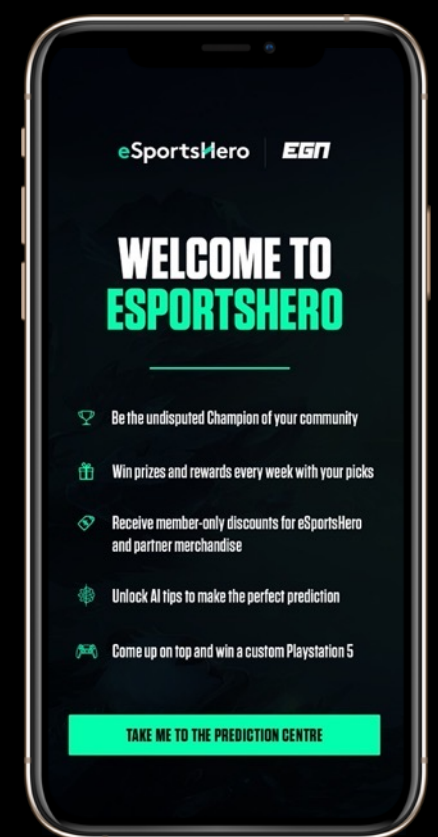 eSportsHero | EGN
WELCOME TO
ESPORTSHERO
Be the undisputed Champion of your community
Win prizes and rewards every week with your picks
Receive member-only discounts for eSportsHero
and partner merchandise
Unlock AI tips to make the perfect prediction
Come up on top and win a custom Playstation 5
TAKE ME TO THE PREDICTION CENTRE